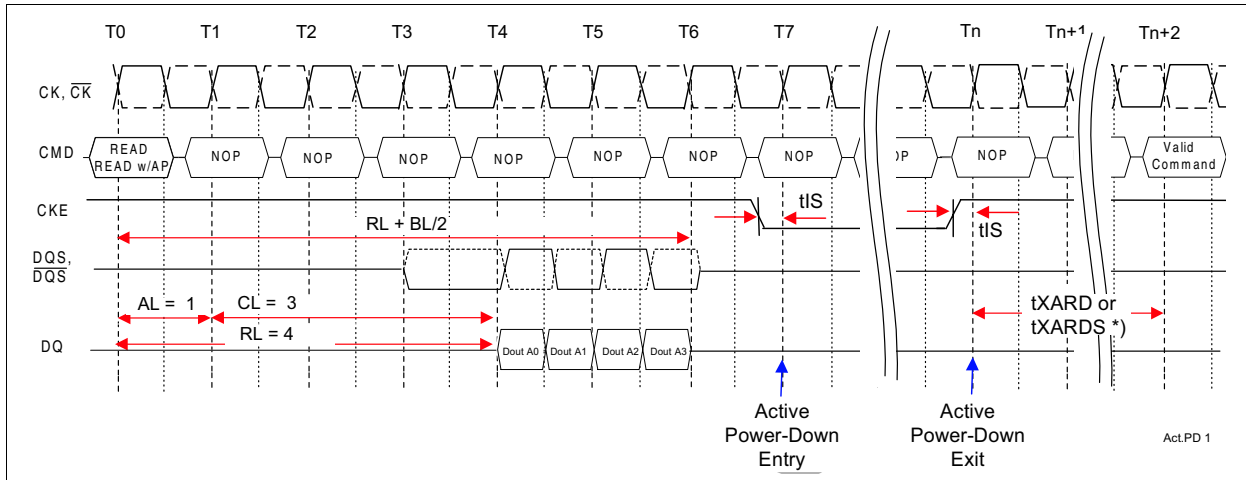 T0 T1 T2 T3 T4 T5 T6 T7 Tn Tn+1 Tn+2
CK, CK
CMD READ NOP NOP NOP NOP NOP NOP NOP OP NOP Valid
READ w/AP Command
CKE tIS tIS
RL + BL/2
DQS,
DQS
AL = 1 CL = 3 tXARD or
RL = 4 tXARDS *)
DQ Dout A0 Dout A1 Dout A2 Dout A3
Active Active
Power-Down Power-Down
Entry Exit
Act.PD 1